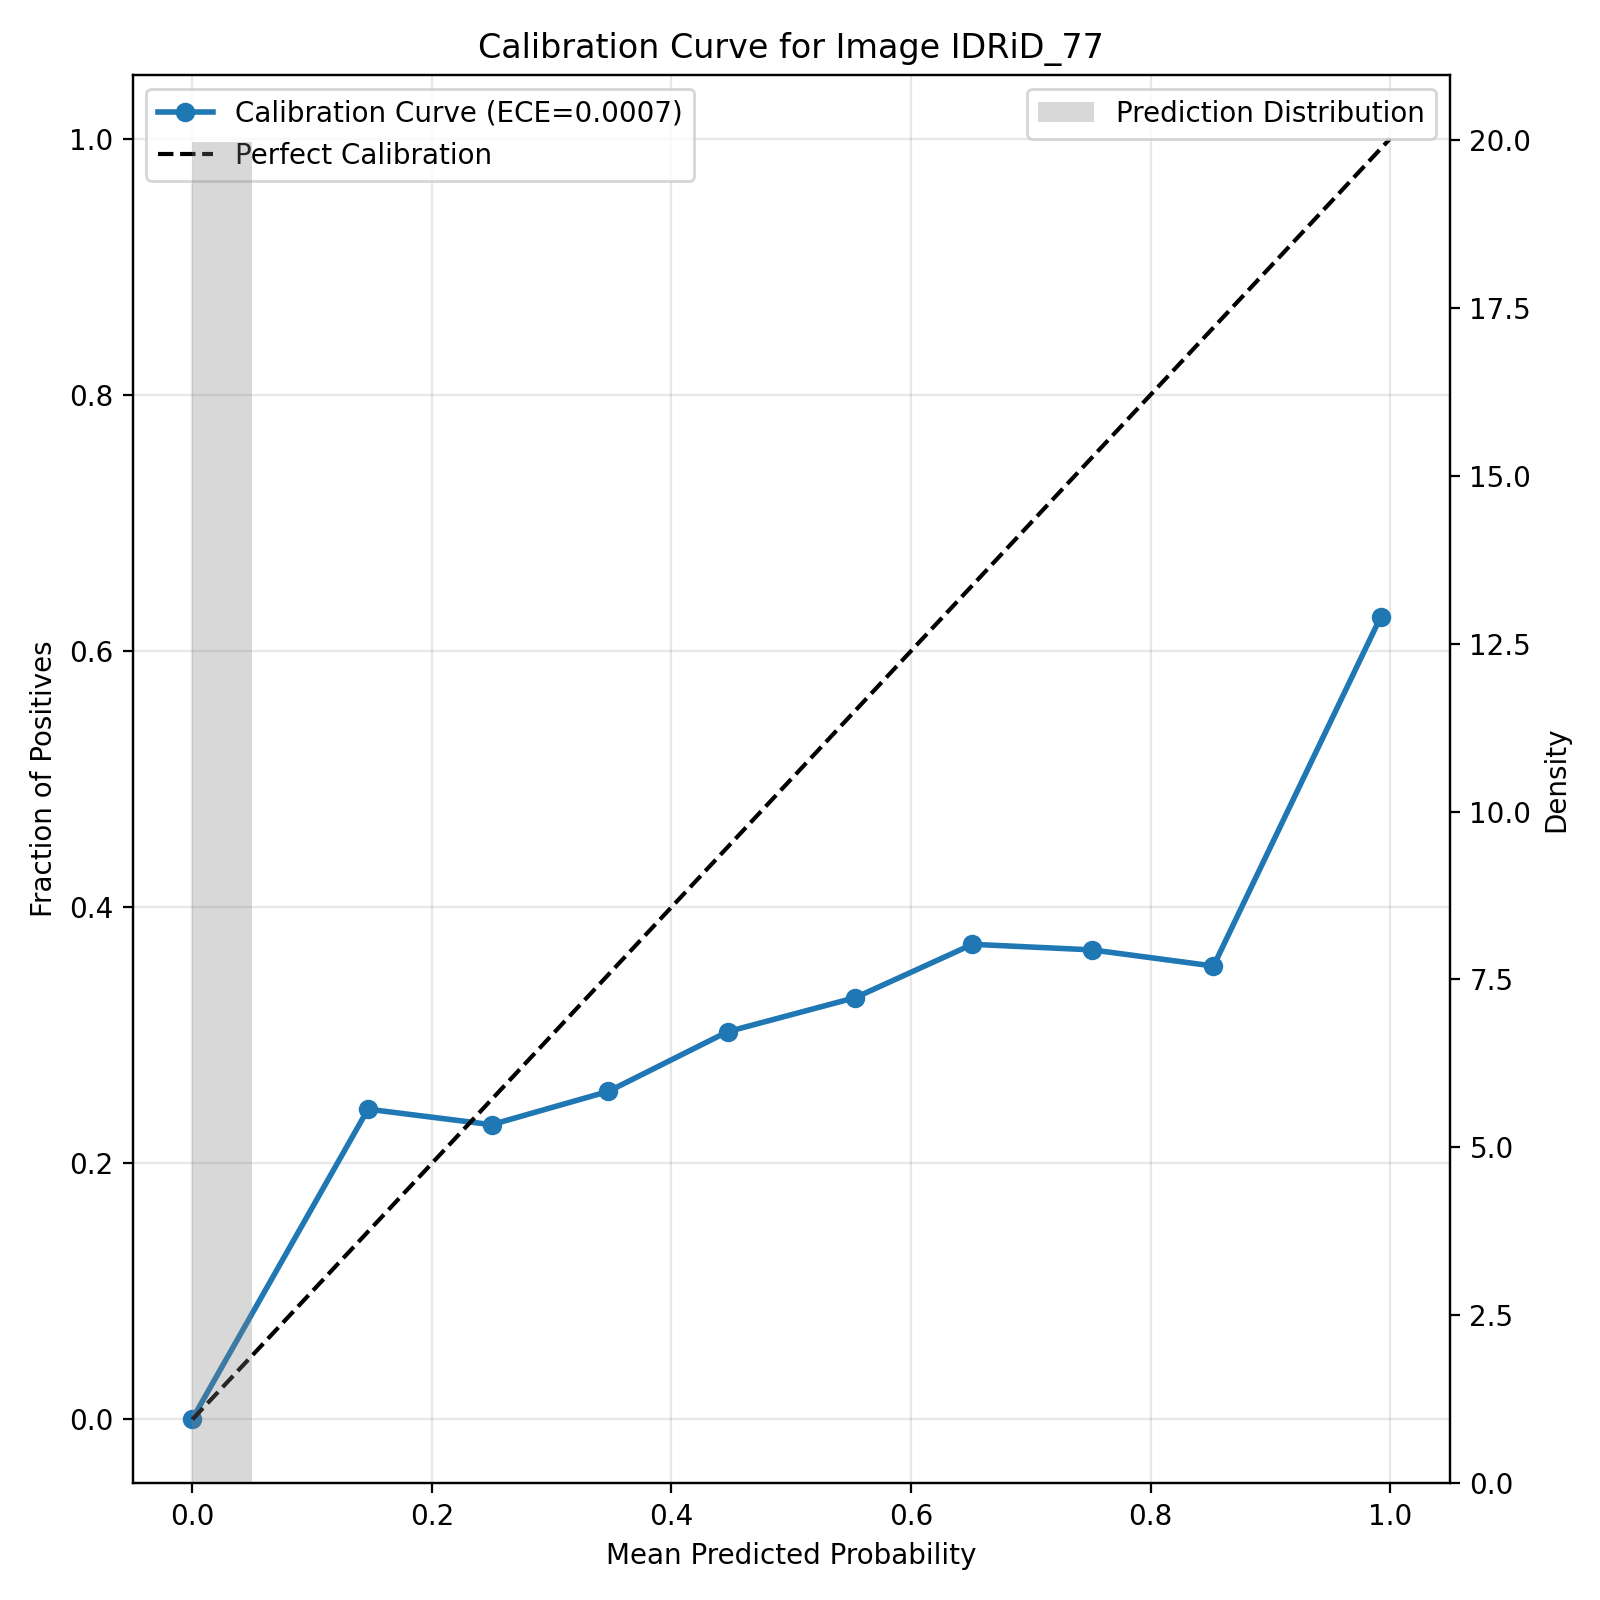 Calibration Curve for Image IDRiD_77
Calibration Curve (ECE=0.0007)
Perfect Calibration
Prediction Distribution
1.0
0.8
0.6
0.4
0.2
0.0
Fraction of Positives
20.0
17.5
15.0
12.5
10.0
7.5
5.0
2.5
0.0
Density
0.0 0.2 0.4 0.6 0.8 1.0
Mean Predicted Probability